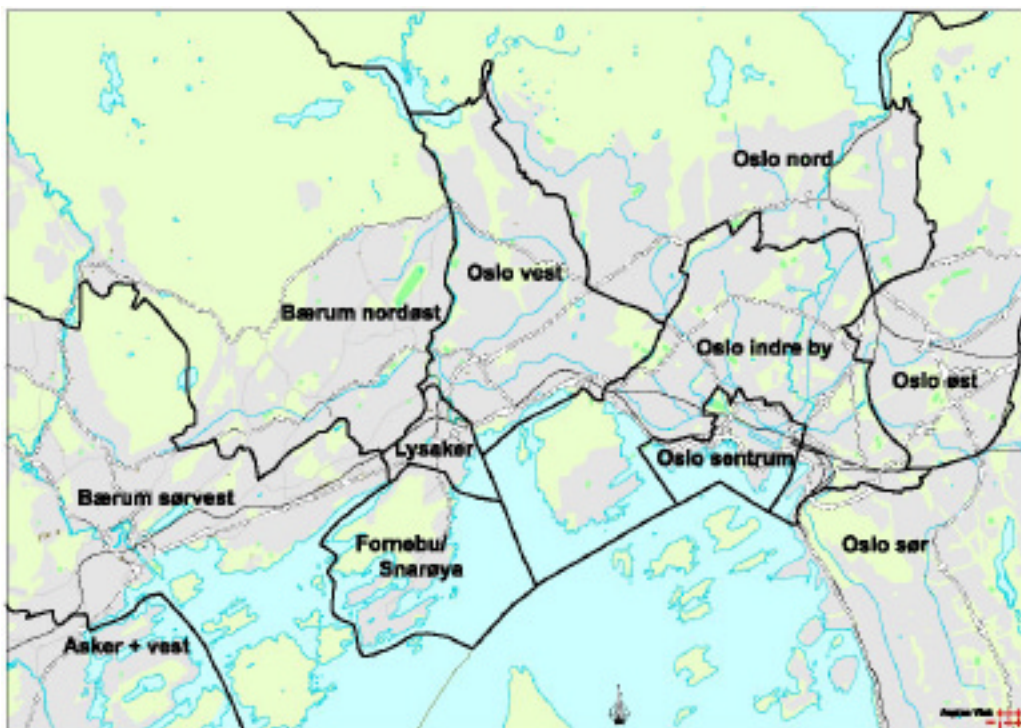 Oslo nord
Oslo vest
Bærum nordøst
Oslo indre by
Oslo øst
Lysaker
Oslo sentrum
Bærum sørvest
Fornebu/
Snarøya
Oslo sør
Asker + vest